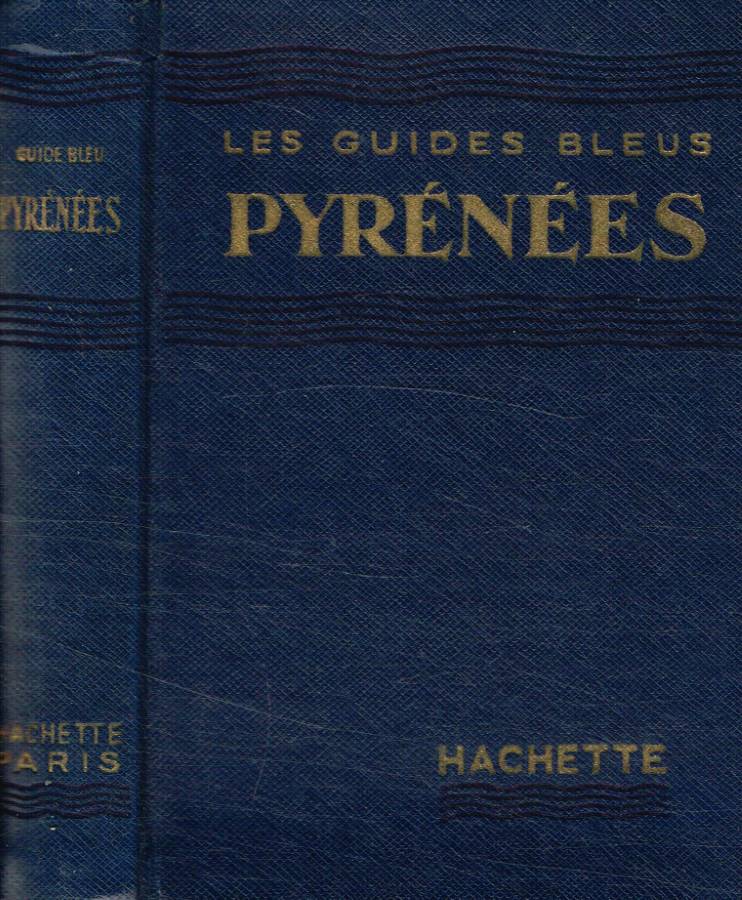 GUIDE BLEU
PYRÉNÉES
HACHETTE
PARIS
LES GUIDES BLEUS
PYRÉNÉES
HACHETTE